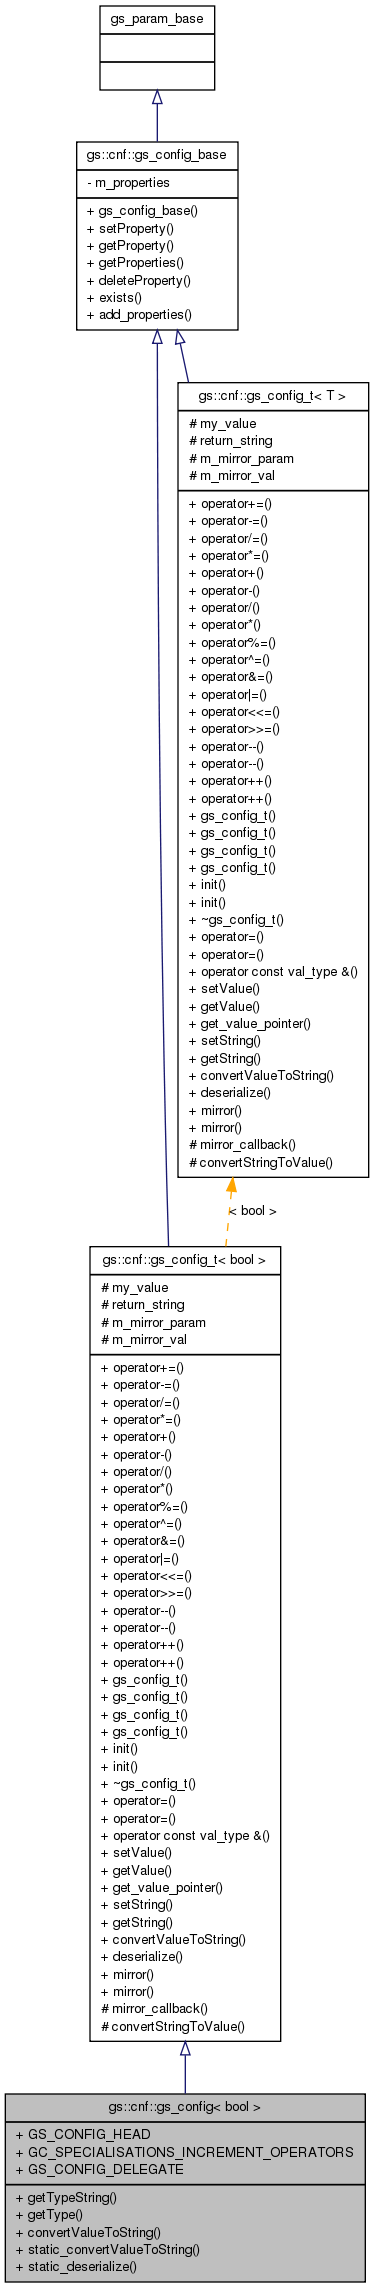 gs_param_base
gs::cnf::gs_config_base
- m_properties
+ gs_config_base()
+ setProperty()
+ getProperty()
+ getProperties()
+ deleteProperty()
+ exists()
+ add_properties()
gs::cnf::gs_config_t< T >
# my_value
# return_string
# m_mirror_param
# m_mirror_val
+ operator+=()
+ operator-=()
+ operator/=()
+ operator*=()
+ operator+()
+ operator-()
+ operator/()
+ operator*()
+ operator%=()
+ operator^=()
+ operator&=()
+ operator|=()
+ operator<<=()
+ operator>>=()
+ operator--()
+ operator--()
+ operator++()
+ operator++()
+ gs_config_t()
+ gs_config_t()
+ gs_config_t()
+ gs_config_t()
+ init()
+ init()
+ ~gs_config_t()
+ operator=()
+ operator=()
+ operator const val_type &()
+ setValue()
+ getValue()
+ get_value_pointer()
+ setString()
+ getString()
+ convertValueToString()
+ deserialize()
+ mirror()
+ mirror()
# mirror_callback()
# convertStringToValue()
< bool >
gs::cnf::gs_config_t< bool >
# my_value
# return_string
# m_mirror_param
# m_mirror_val
+ operator+=()
+ operator-=()
+ operator/=()
+ operator*=()
+ operator+()
+ operator-()
+ operator/()
+ operator*()
+ operator%=()
+ operator^=()
+ operator&=()
+ operator|=()
+ operator<<=()
+ operator>>=()
+ operator--()
+ operator--()
+ operator++()
+ operator++()
+ gs_config_t()
+ gs_config_t()
+ gs_config_t()
+ gs_config_t()
+ init()
+ init()
+ ~gs_config_t()
+ operator=()
+ operator=()
+ operator const val_type &()
+ setValue()
+ getValue()
+ get_value_pointer()
+ setString()
+ getString()
+ convertValueToString()
+ deserialize()
+ mirror()
+ mirror()
# mirror_callback()
# convertStringToValue()
gs::cnf::gs_config< bool >
+ GS_CONFIG_HEAD
+ GC_SPECIALISATIONS_INCREMENT_OPERATORS
+ GS_CONFIG_DELEGATE
+ getTypeString()
+ getType()
+ convertValueToString()
+ static_convertValueToString()
+ static_deserialize()